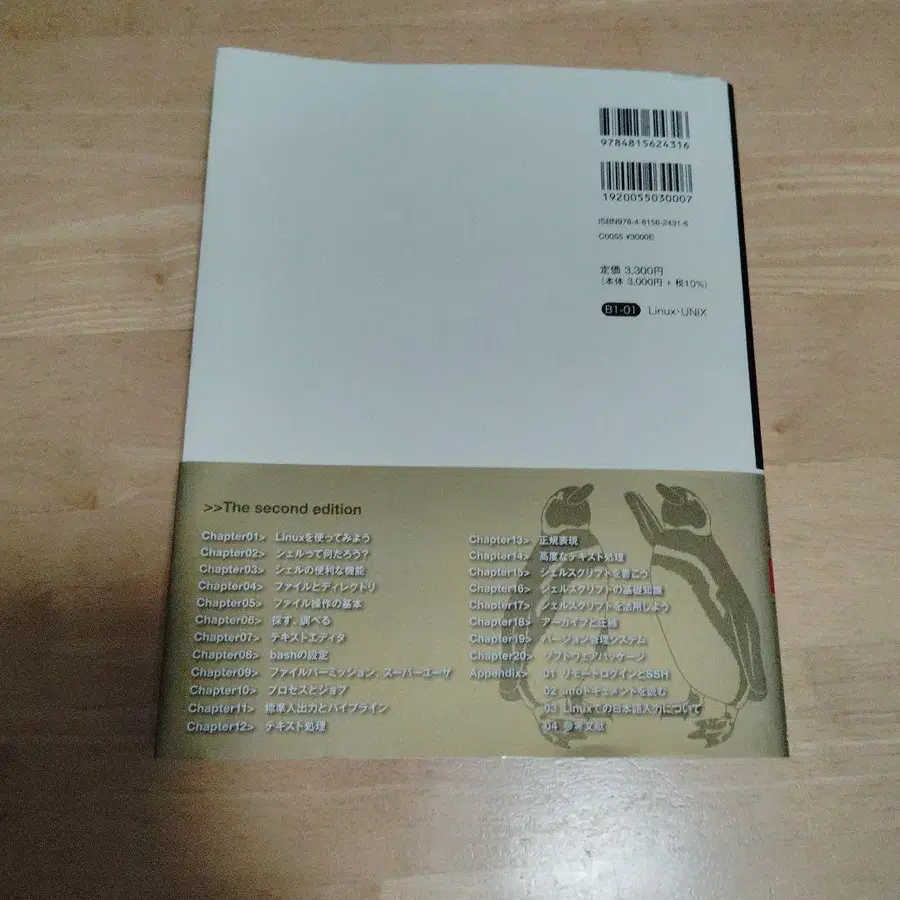 9784815624316
1920055030007
ISBN978-4-8156-2431-6
C0055 ¥3000E
定価 3,300円
(本体 3,000円 + 税10%)
B1-01 Linux・UNIX
>>The second edition
Chapter01> Linuxを使ってみよう
Chapter02> シェルって何だろう?
Chapter03> シェルの便利な機能
Chapter04> ファイルとディレクトリ
Chapter05> ファイル操作の基本
Chapter06> 探す、調べる
Chapter07> テキストエディタ
Chapter08> bashの設定
Chapter09> ファイルパーミッション、スーパーユーザ
Chapter10> プロセスとジョブ
Chapter11> 標準入出力とパイプライン
Chapter12> テキスト処理
Chapter13> 正規表現
Chapter14> 高度なテキスト処理
Chapter15> シェルスクリプトを書こう
Chapter16> シェルスクリプトの基礎知識
Chapter17> シェルスクリプトを活用しよう
Chapter18> アーカイブと圧縮
Chapter19> バージョン管理システム
Chapter20> ソフトウェアパッケージ
Appendix> 01 リモートログインとSSH
02 infoドキュメントを読む
03 Linuxでの日本語入力について
04 参考文献